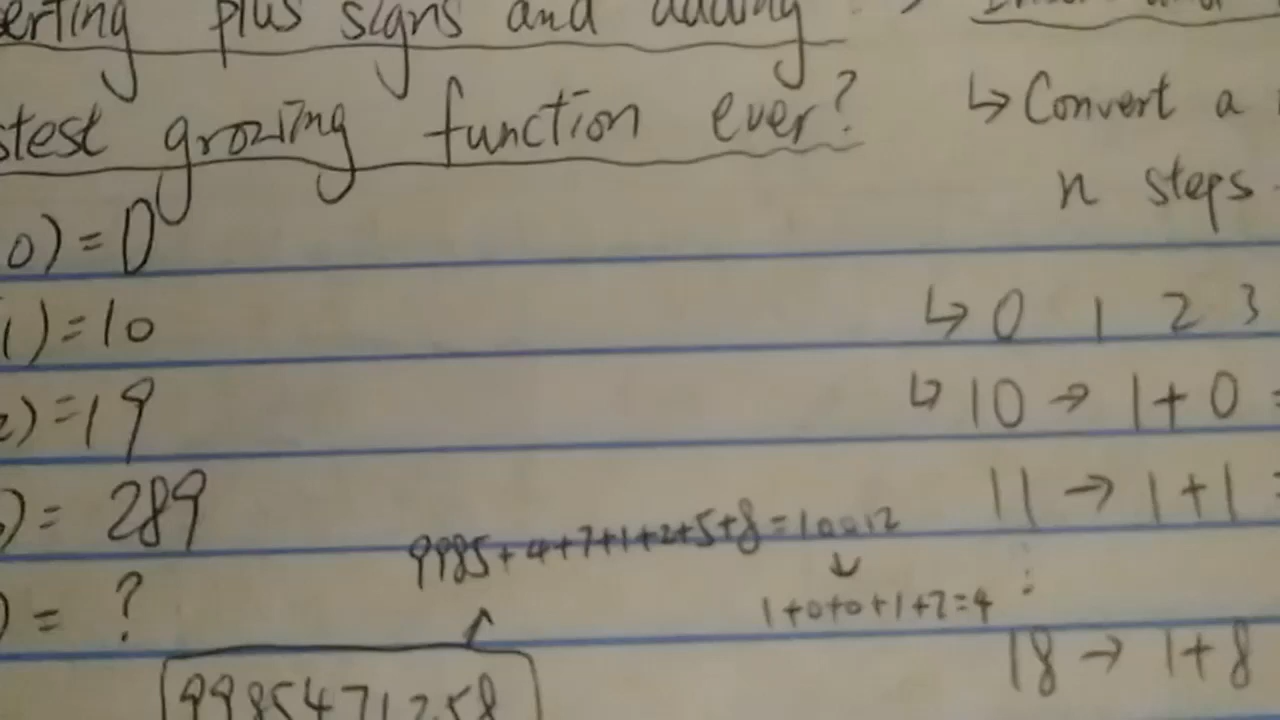 erting plus signs and adding
stest growing function ever?
0) = 0
1) = 10
2) = 19
) = 289
) = ?
9985+4+7+1+2+5+8=10012
↓
1+0+0+1+2=4
9985471258
↳ Convert a
n steps
↳ 0 1 2 3
↳ 10 → 1+0 =
11 → 1+1 =
⋮
18 → 1+8